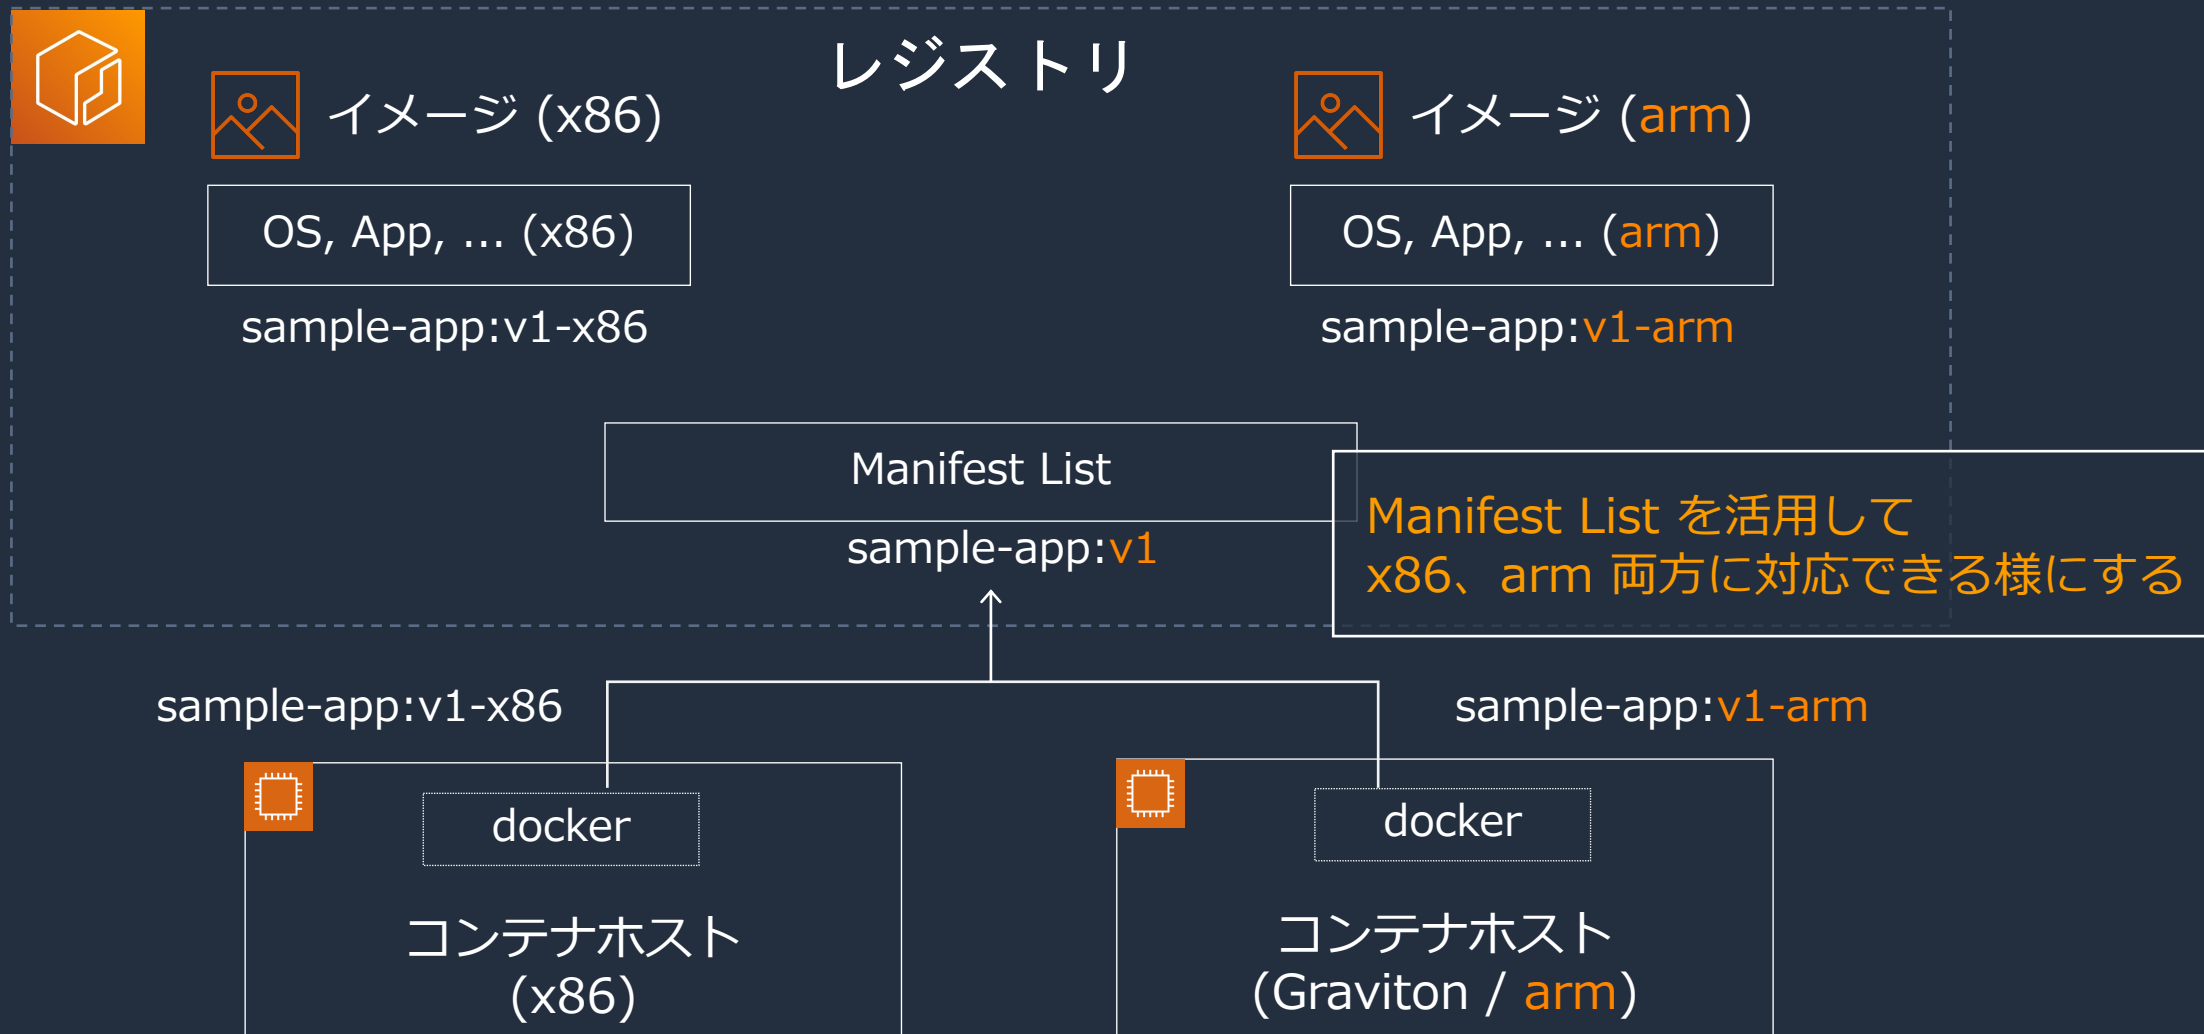 レジストリ
イメージ (x86)
イメージ (arm)
OS, App, ... (x86)
OS, App, ... (arm)
sample-app:v1-x86
sample-app:v1-arm
Manifest List
sample-app:v1
Manifest List を活用して
x86、arm 両方に対応できる様にする
sample-app:v1-x86
sample-app:v1-arm
docker
docker
コンテナホスト
(x86)
コンテナホスト
(Graviton / arm)